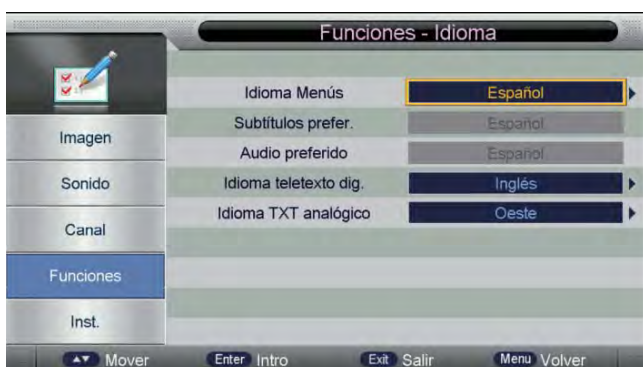 Funciones - Idioma
Imagen
Sonido
Canal
Funciones
Inst.
Idioma Menús Español
Subtítulos prefer. Español
Audio preferido Español
Idioma teletexto dig. Inglés
Idioma TXT analógico Oeste
Mover Enter Intro Exit Salir Menu Volver